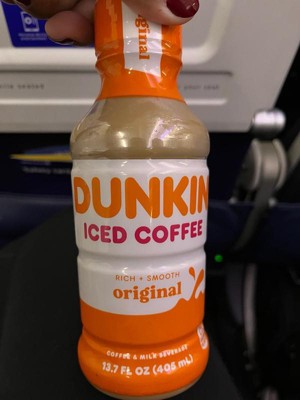 original
DUNKIN
ICED COFFEE
RICH + SMOOTH
original
COFFEE & MILK BEVERAGE
13.7 FL OZ (405 mL)